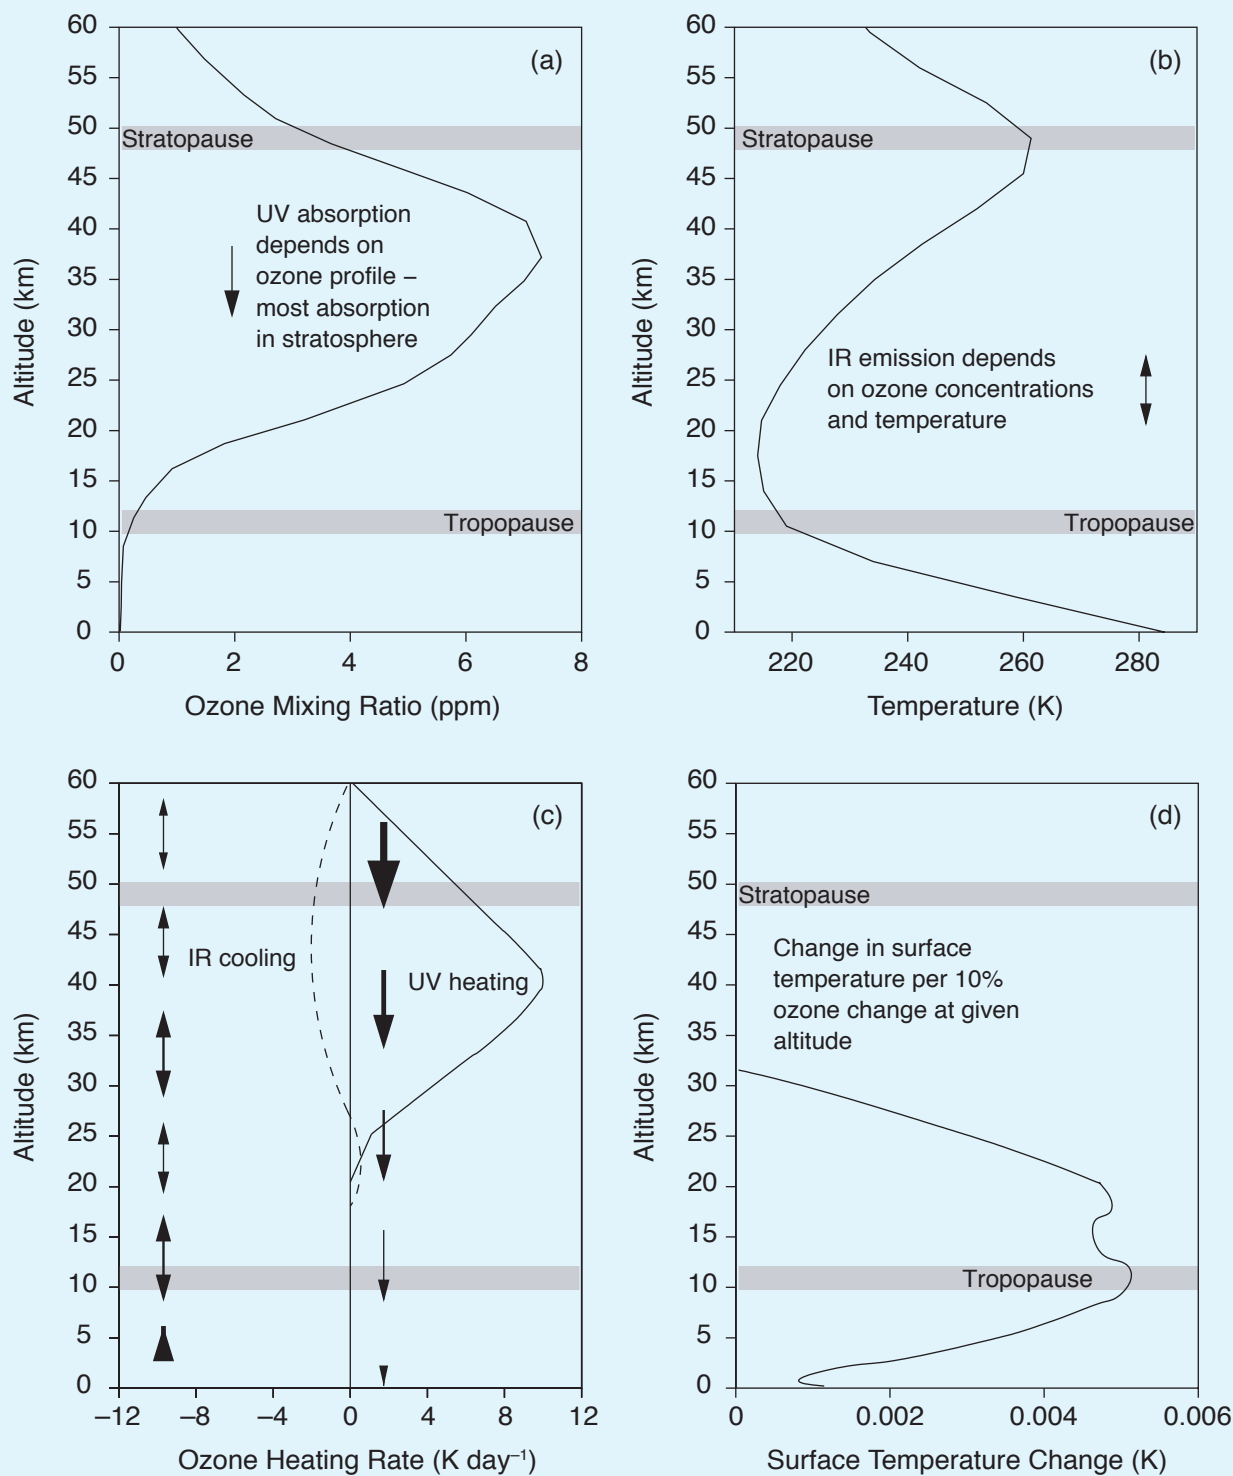 (a)
60
55
50
45
40
35
30
25
20
15
10
5
0
Altitude (km)
Stratopause
UV absorption
depends on
ozone profile –
most absorption
in stratosphere
Tropopause
0 2 4 6 8
Ozone Mixing Ratio (ppm)
(b)
60
55
50
45
40
35
30
25
20
15
10
5
0
Altitude (km)
Stratopause
IR emission depends
on ozone concentrations
and temperature
Tropopause
220 240 260 280
Temperature (K)
(c)
60
55
50
45
40
35
30
25
20
15
10
5
0
Altitude (km)
IR cooling
UV heating
–12 –8 –4 0 4 8 12
Ozone Heating Rate (K day⁻¹)
(d)
60
55
50
45
40
35
30
25
20
15
10
5
0
Altitude (km)
Stratopause
Change in surface
temperature per 10%
ozone change at given
altitude
Tropopause
0 0.002 0.004 0.006
Surface Temperature Change (K)